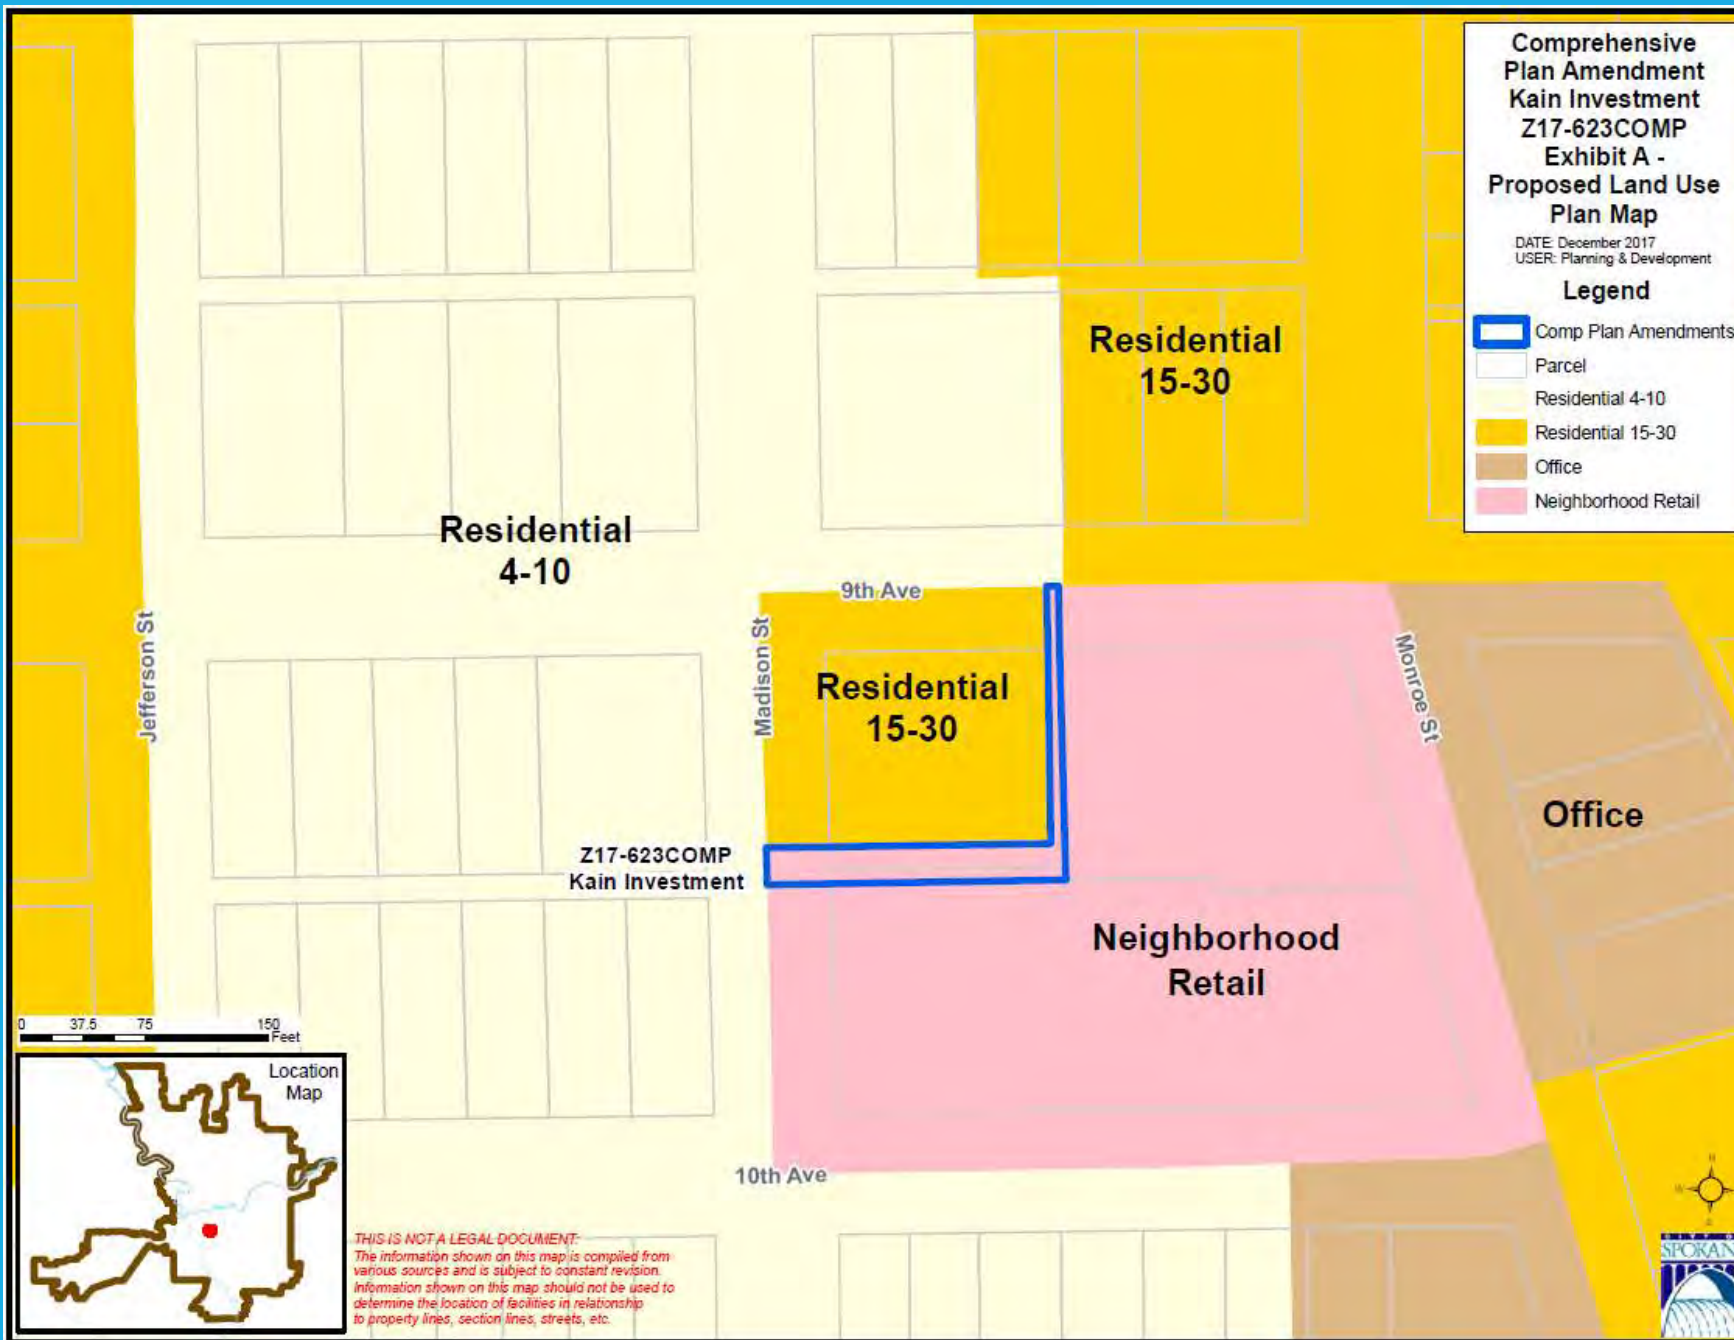 Comprehensive
Plan Amendment
Kain Investment
Z17-623COMP
Exhibit A -
Proposed Land Use
Plan Map
DATE: December 2017
USER: Planning & Development
Legend
Comp Plan Amendments
Parcel
Residential 4-10
Residential 15-30
Office
Neighborhood Retail
Residential
15-30
Residential
4-10
9th Ave
Jefferson St
Madison St
Monroe St
Residential
15-30
Office
Z17-623COMP
Kain Investment
Neighborhood
Retail
0 37.5 75 150
Feet
Location
Map
10th Ave
THIS IS NOT A LEGAL DOCUMENT:
The information shown on this map is compiled from
various sources and is subject to constant revision.
Information shown on this map should not be used to
determine the location of facilities in relationship
to property lines, section lines, streets, etc.
N
W
SPOKAN